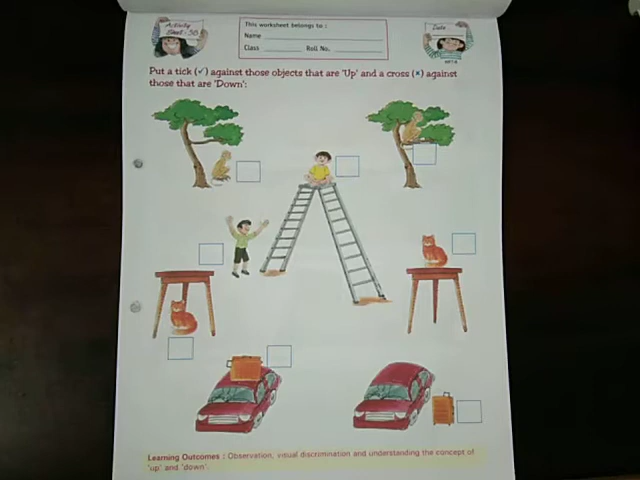 Activity
Sheet - 50
This worksheet belongs to :
Name
Class Roll No.
Date :
Put a tick (✓) against those objects that are 'Up' and a cross (×) against
those that are 'Down':
Learning Outcomes : Observation, visual discrimination and understanding the concept of
'up' and 'down'.